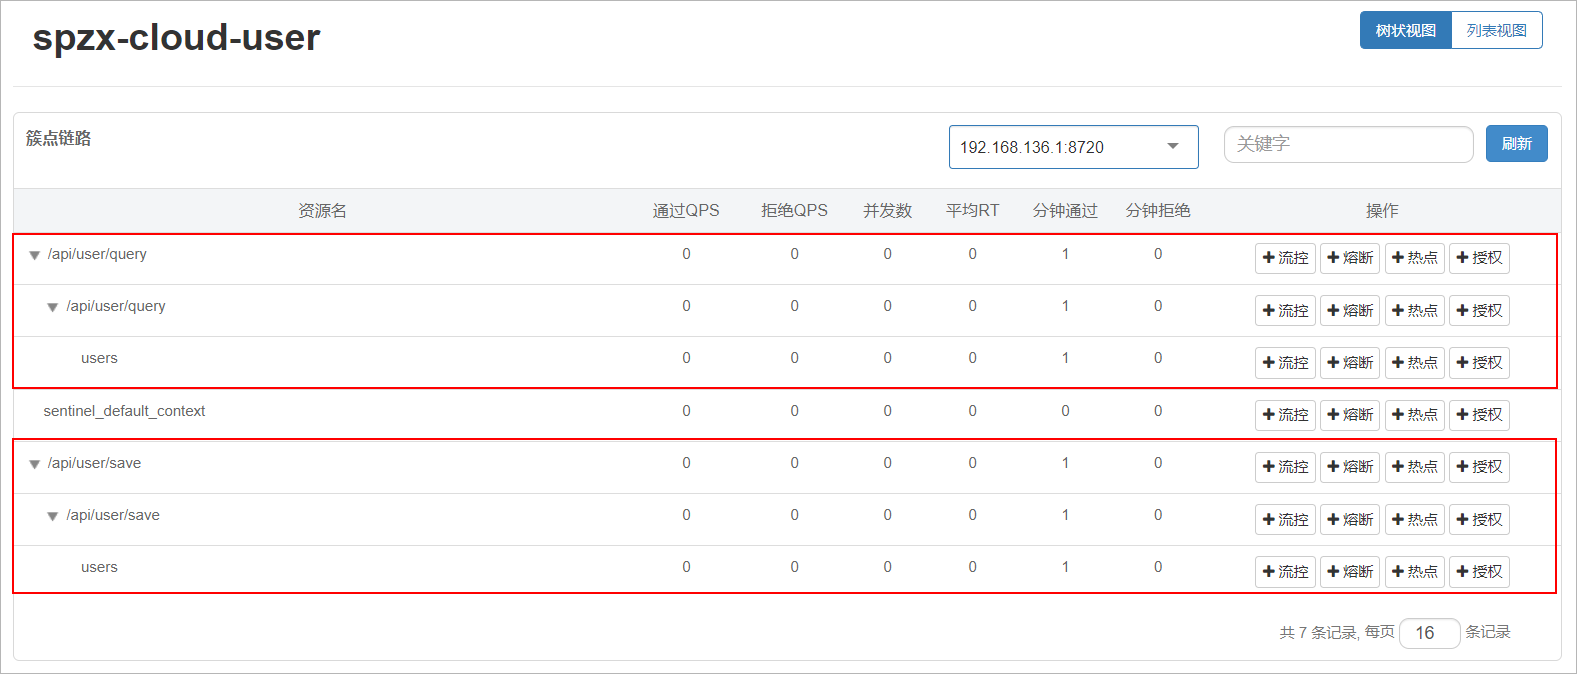 spzx-cloud-user
树状视图 列表视图
簇点链路 192.168.136.1:8720 关键字 刷新
资源名 通过QPS 拒绝QPS 并发数 平均RT 分钟通过 分钟拒绝 操作
/api/user/query 0 0 0 0 1 0 流控 熔断 热点 授权
/api/user/query 0 0 0 0 1 0 流控 熔断 热点 授权
users 0 0 0 0 1 0 流控 熔断 热点 授权
sentinel_default_context 0 0 0 0 0 0 流控 熔断 热点 授权
/api/user/save 0 0 0 0 1 0 流控 熔断 热点 授权
/api/user/save 0 0 0 0 1 0 流控 熔断 热点 授权
users 0 0 0 0 1 0 流控 熔断 热点 授权
共 7 条记录, 每页 16 条记录